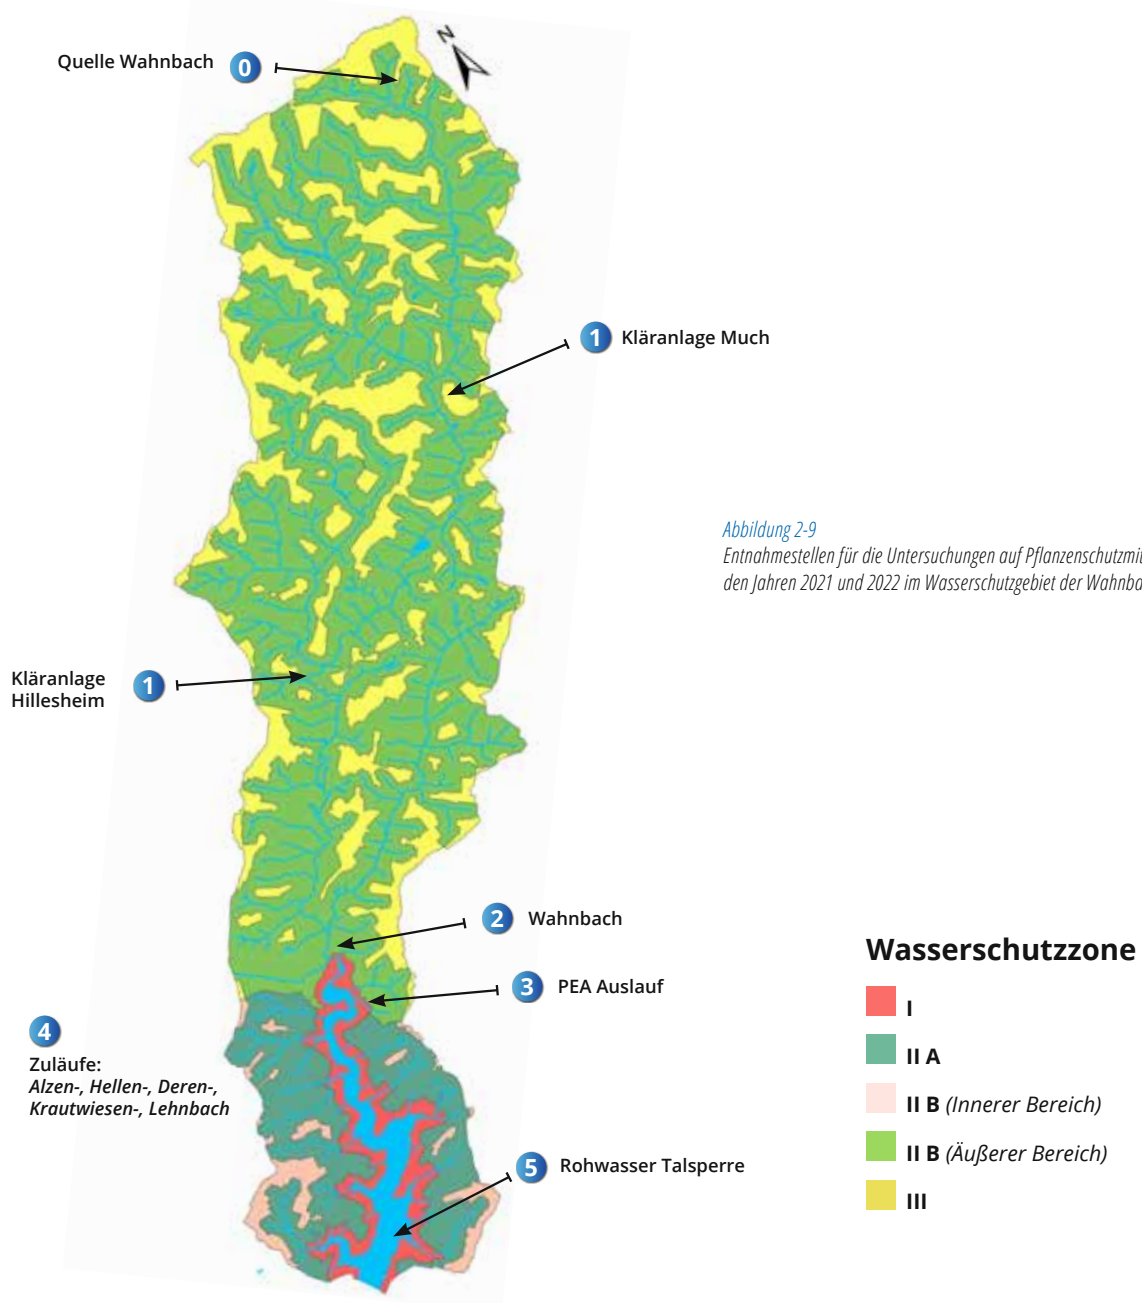 N
Quelle Wahnbach 0
1 Kläranlage Much
Abbildung 2-9
Entnahmestellen für die Untersuchungen auf
den Jahren 2021 und 2022 im Wasserschutzgebiet der
Kläranlage
Hillesheim
1
2 Wahnbach
3 PEA Auslauf
4
Zuläufe:
Alzen-, Hellen-, Deren-,
Krautwiesen-, Lehnbach
5 Rohwasser Talsperre
Wasserschutzzone
I
II A
II B (Innerer Bereich)
II B (Äußerer Bereich)
III